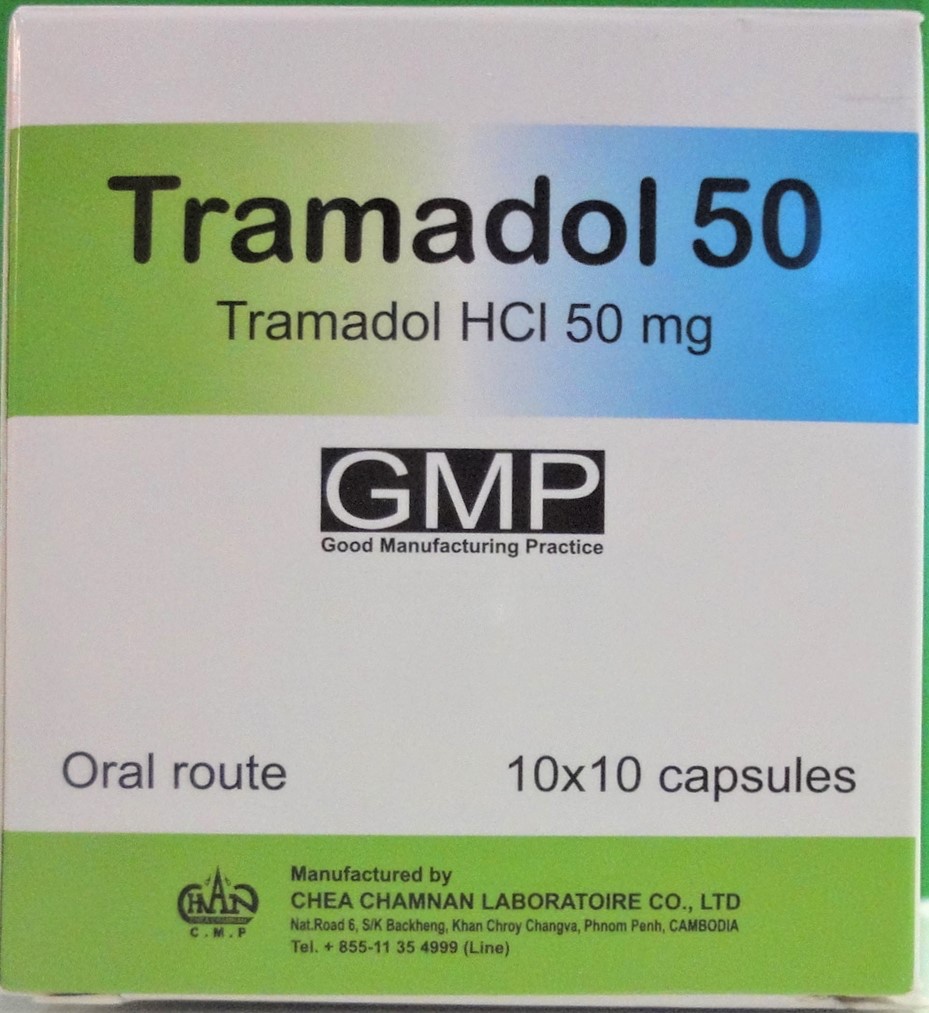 Tramadol 50
Tramadol HCl 50 mg
GMP
Good Manufacturing Practice
Oral route 10x10 capsules
CHAN
C . M . P
Manufactured by
CHEA CHAMNAN LABORATOIRE CO., LTD
Nat.Road 6, S/K Backheng, Khan Chroy Changva, Phnom Penh, CAMBODIA
Tel. + 855-11 35 4999 (Line)